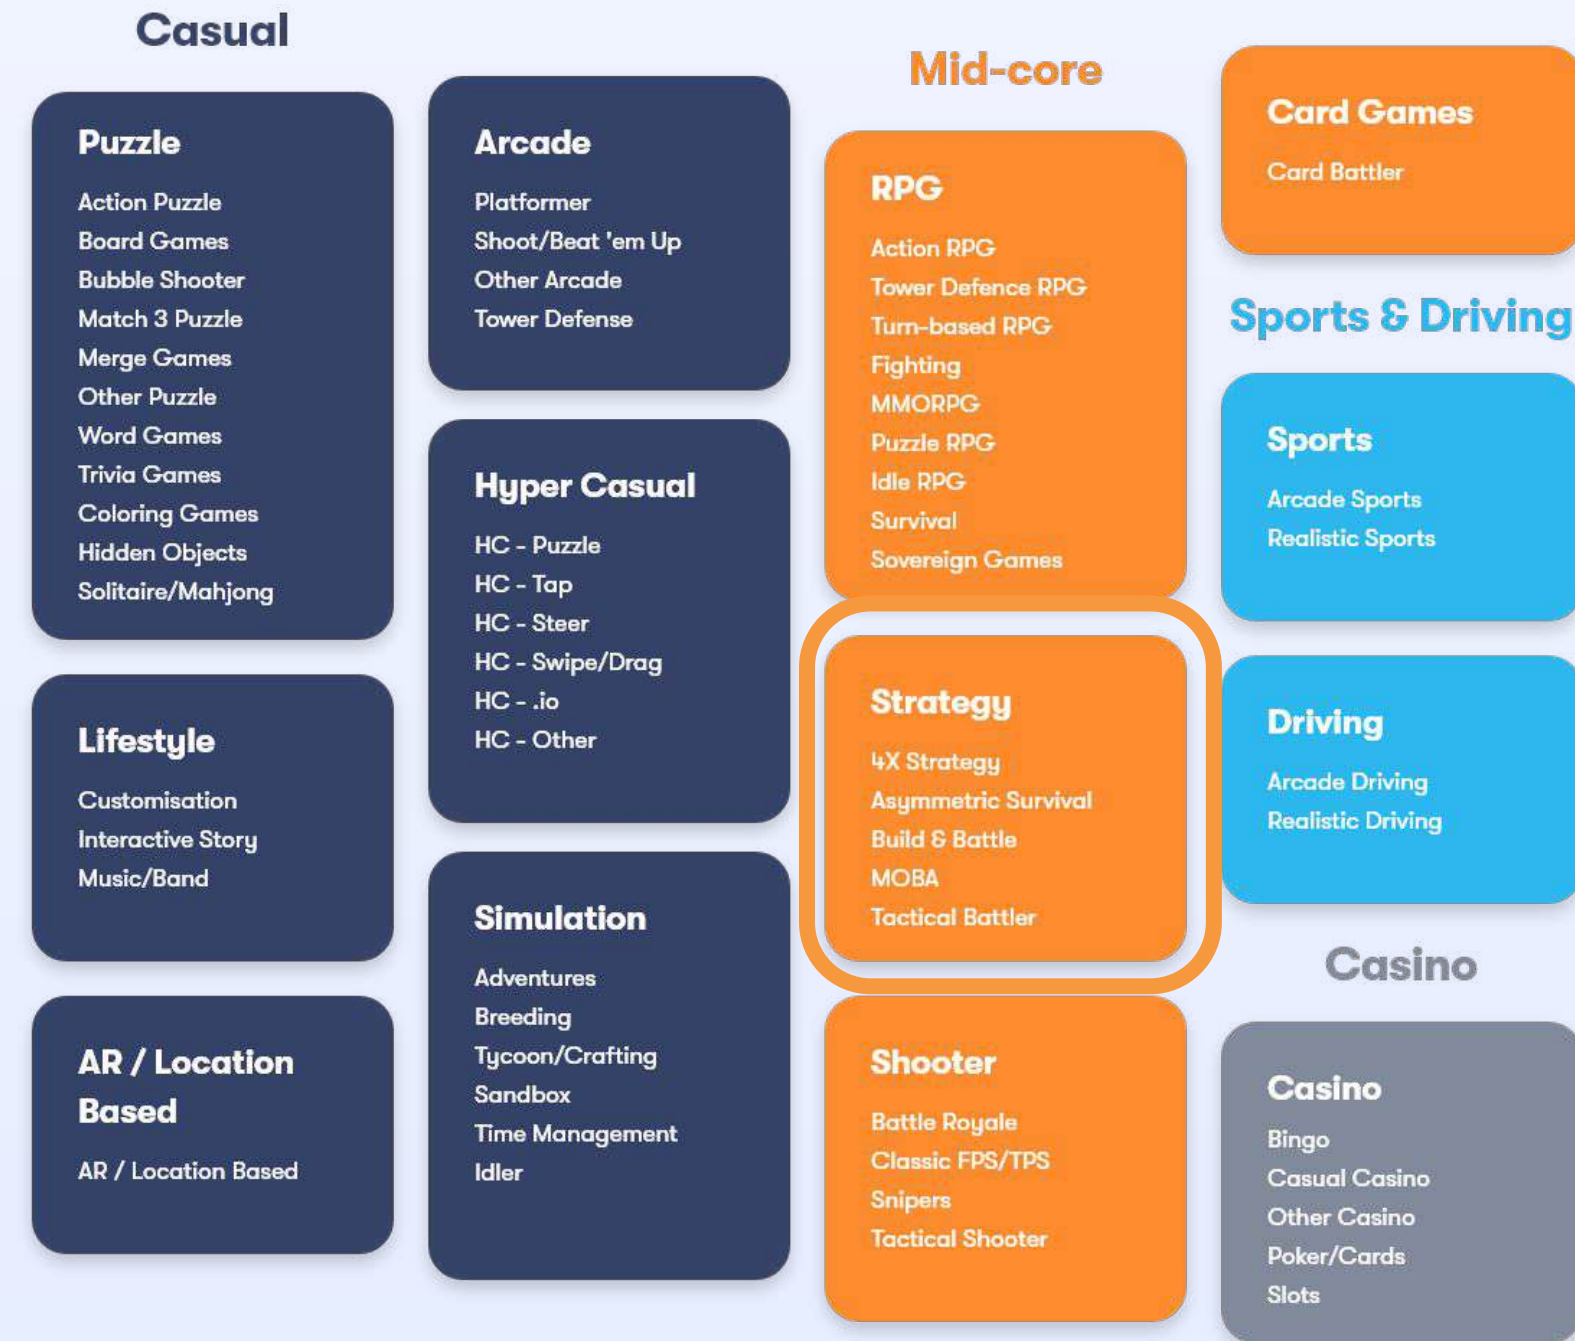 Casual
Puzzle
Action Puzzle
Board Games
Bubble Shooter
Match 3 Puzzle
Merge Games
Other Puzzle
Word Games
Trivia Games
Coloring Games
Hidden Objects
Solitaire/Mahjong
Lifestyle
Customisation
Interactive Story
Music/Band
AR / Location
Based
AR / Location Based
Arcade
Platformer
Shoot/Beat 'em Up
Other Arcade
Tower Defense
Hyper Casual
HC - Puzzle
HC - Tap
HC - Steer
HC - Swipe/Drag
HC - .io
HC - Other
Simulation
Adventures
Breeding
Tycoon/Crafting
Sandbox
Time Management
Idler
Mid-core
RPG
Action RPG
Tower Defence RPG
Turn-based RPG
Fighting
MMORPG
Puzzle RPG
Idle RPG
Survival
Sovereign Games
Strategy
4X Strategy
Asymmetric Survival
Build & Battle
MOBA
Tactical Battler
Shooter
Battle Royale
Classic FPS/TPS
Snipers
Tactical Shooter
Card Games
Card Battler
Sports & Driving
Sports
Arcade Sports
Realistic Sports
Driving
Arcade Driving
Realistic Driving
Casino
Casino
Bingo
Casual Casino
Other Casino
Poker/Cards
Slots